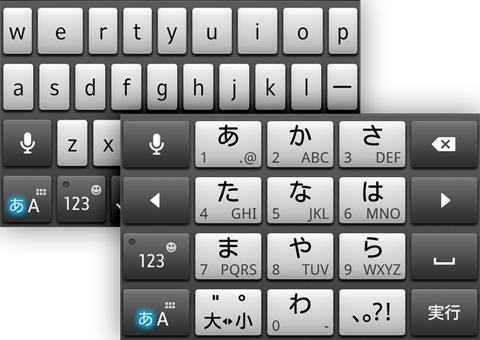 w e r t y u i o p
a s d f g h j k l ー
z x
あA 123
あ 1 .@ か 2 ABC さ 3 DEF
た 4 GHI な 5 JKL は 6 MNO
123 ま 7 PQRS や 8 TUV ら 9 WXYZ
あA ゛゜ 大⇔小 わ 0 - 、。?! 実行